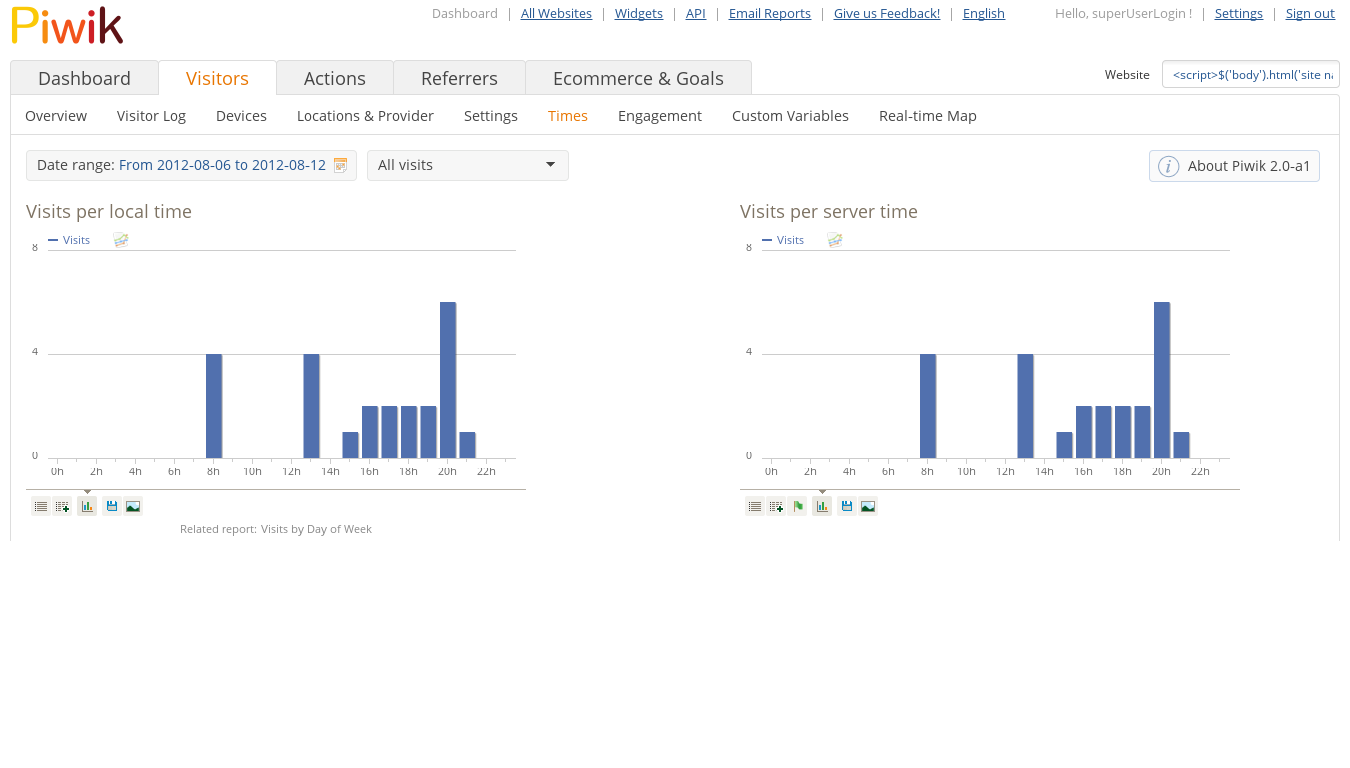 Piwik
Dashboard | All Websites | Widgets | API | Email Reports | Give us Feedback! | English
Hello, superUserLogin ! | Settings | Sign out
Dashboard Visitors Actions Referrers Ecommerce & Goals
Website <script>$('body').html('site
Overview Visitor Log Devices Locations & Provider Settings Times Engagement Custom Variables Real-time Map
Date range: From 2012-08-06 to 2012-08-12
All visits
About Piwik 2.0-a1
Visits per local time
Visits
8
4
0
0h 2h 4h 6h 8h 10h 12h 14h 16h 18h 20h 22h
Related report: Visits by Day of Week
Visits per server time
Visits
8
4
0
0h 2h 4h 6h 8h 10h 12h 14h 16h 18h 20h 22h